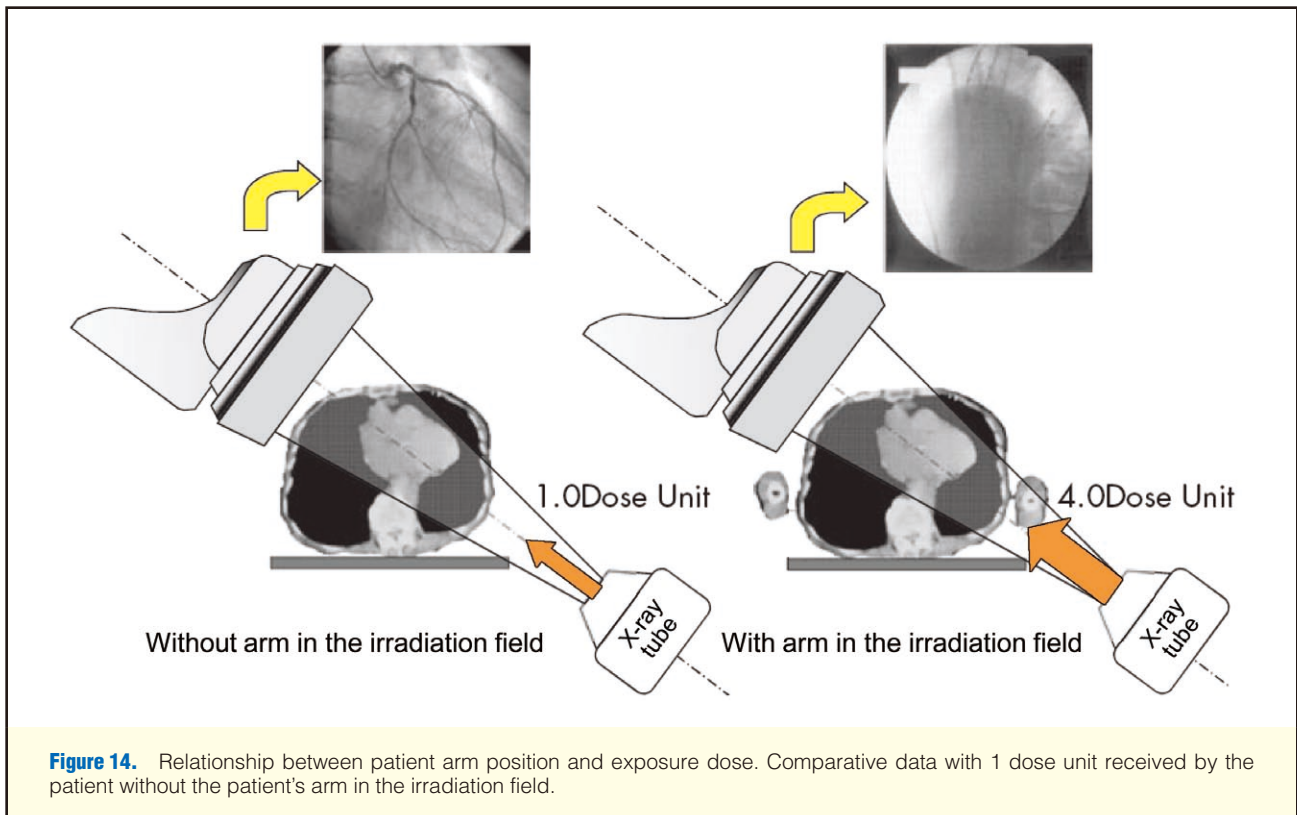 1.0Dose Unit
X-ray
tube
Without arm in the irradiation field
4.0Dose Unit
X-ray
tube
With arm in the irradiation field
Figure 14. Relationship between patient arm position and exposure dose. Comparative data with 1 dose unit received by the
patient without the patient's arm in the irradiation field.